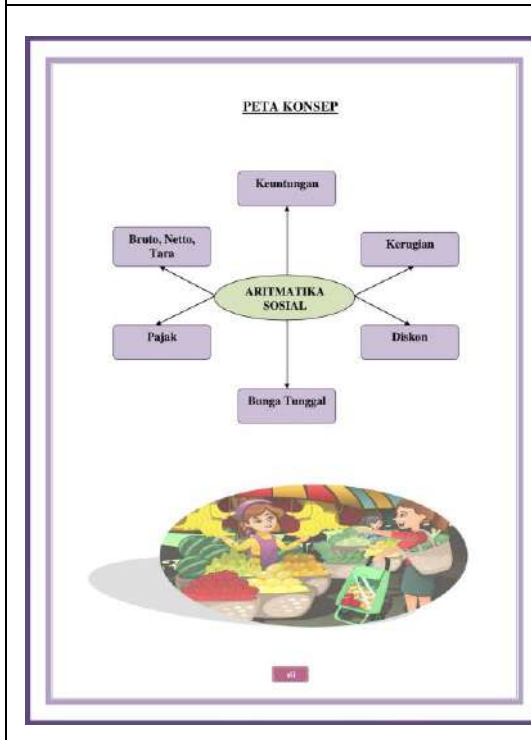 PETA KONSEP
Keuntungan
Bruto, Netto,
Tara
Kerugian
ARITMATIKA
SOSIAL
Pajak
Diskon
Bunga Tunggal